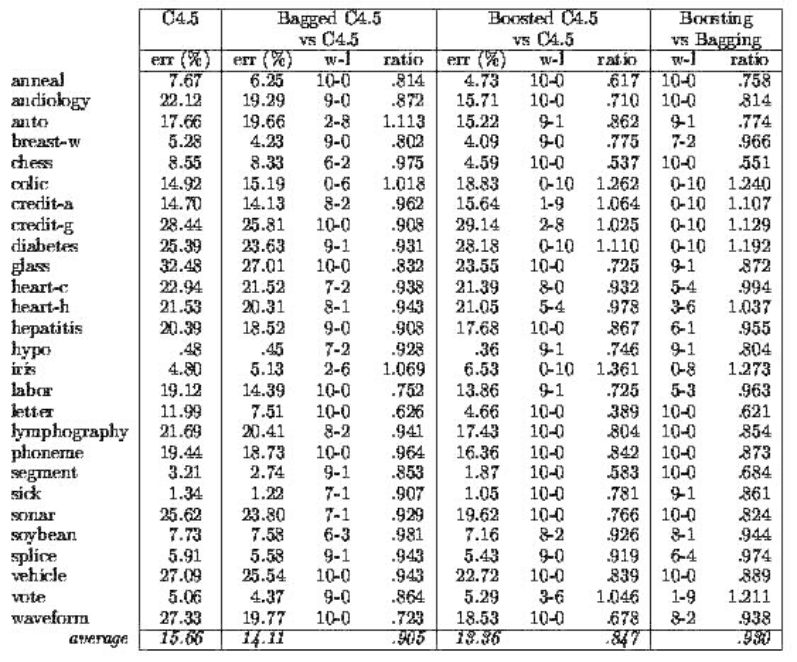 C4.5 Bagged C4.5 Boosted C4.5 Boosting
vs C4.5 vs C4.5 vs Bagging
err (%) err (%) w-l ratio err (%) w-l ratio w-l ratio
anneal 7.67 6.25 10-0 .814 4.73 10-0 .617 10-0 .758
audiology 22.12 19.29 9-0 .872 15.71 10-0 .710 10-0 .814
auto 17.66 19.66 2-8 1.113 15.22 9-1 .862 9-1 .774
breast-w 5.28 4.23 9-0 .802 4.09 9-0 .775 7-2 .966
chess 8.55 8.33 6-2 .975 4.59 10-0 .537 10-0 .551
colic 14.92 15.19 0-6 1.018 18.83 0-10 1.262 0-10 1.240
credit-a 14.70 14.13 8-2 .962 15.64 1-9 1.064 0-10 1.107
credit-g 28.44 25.81 10-0 .908 29.14 2-8 1.025 0-10 1.129
diabetes 25.39 23.63 9-1 .931 28.18 0-10 1.110 0-10 1.192
glass 32.48 27.01 10-0 .832 23.55 10-0 .725 9-1 .872
heart-c 22.94 21.52 7-2 .938 21.39 8-0 .932 5-4 .994
heart-h 21.53 20.31 8-1 .943 21.05 5-4 .978 3-6 1.037
hepatitis 20.39 18.52 9-0 .908 17.68 10-0 .867 6-1 .955
hypo .48 .45 7-2 .928 .36 9-1 .746 9-1 .804
iris 4.80 5.13 2-6 1.069 6.53 0-10 1.361 0-8 1.273
labor 19.12 14.39 10-0 .752 13.86 9-1 .725 5-3 .963
letter 11.99 7.51 10-0 .626 4.66 10-0 .389 10-0 .621
lymphography 21.69 20.41 8-2 .941 17.43 10-0 .804 10-0 .854
phoneme 19.44 18.73 10-0 .964 16.36 10-0 .842 10-0 .873
segment 3.21 2.74 9-1 .853 1.87 10-0 .583 10-0 .684
sick 1.34 1.22 7-1 .907 1.05 10-0 .781 9-1 .861
sonar 25.62 23.80 7-1 .929 19.62 10-0 .766 10-0 .824
soybean 7.73 7.58 6-3 .981 7.16 8-2 .926 8-1 .944
splice 5.91 5.58 9-1 .943 5.43 9-0 .919 6-4 .974
vehicle 27.09 25.54 10-0 .943 22.72 10-0 .839 10-0 .889
vote 5.06 4.37 9-0 .864 5.29 3-6 1.046 1-9 1.211
waveform 27.33 19.77 10-0 .723 18.53 10-0 .678 8-2 .938
average 15.66 14.11 .905 13.36 .847 .930